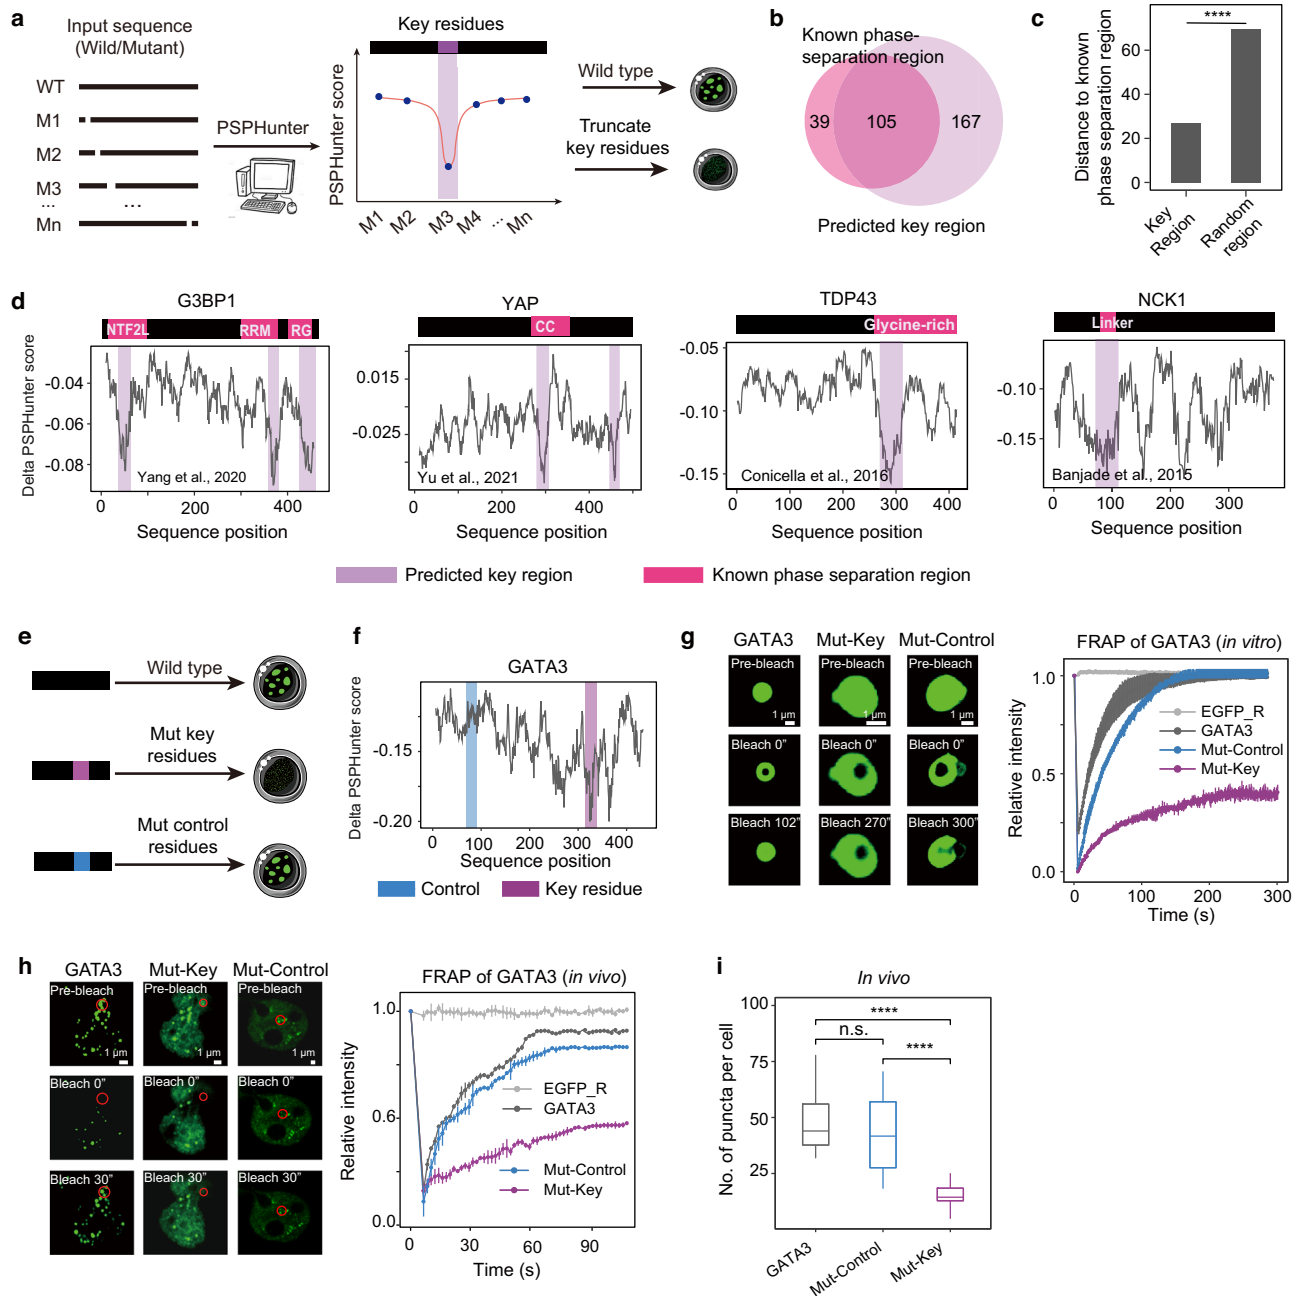 a
Input sequence
(Wild/Mutant)
WT
M1
M2
M3
...
...
Mn
PSPHunter
Key residues
PSPHunter score
M1
M2
M3
M4
...
Mn
Wild type
Truncate
key residues
b
Known phase-
separation region
39
105
167
Predicted key region
c
****
Distance to known
phase separation region
60
40
20
0
Key
Region
Random
region
d
G3BP1
NTF2L
RRM
RG
Delta PSPHunter score
-0.04
-0.06
-0.08
Yang et al., 2020
0
200
400
Sequence position
YAP
CC
0.015
-0.025
Yu et al., 2021
0
200
400
Sequence position
TDP43
Glycine-rich
-0.05
-0.10
-0.15
Conicella et al., 2016
0
100
200
300
400
Sequence position
NCK1
Linker
-0.10
-0.15
Banjade et al., 2015
0
100
200
300
Sequence position
Predicted key region
Known phase separation region
e
Wild type
Mut key
residues
Mut control
residues
f
GATA3
Delta PSPHunter score
-0.15
-0.20
0
100
200
300
400
Sequence position
Control
Key residue
g
GATA3
Mut-Key
Mut-Control
Pre-bleach
1 μm
Pre-bleach
1 μm
Pre-bleach
1 μm
Bleach 0"
Bleach 0"
Bleach 0"
Bleach 102"
Bleach 270"
Bleach 300"
FRAP of GATA3 (in vitro)
Relative intensity
1.0
0.5
0.0
EGFP_R
GATA3
Mut-Control
Mut-Key
0
100
200
300
Time (s)
h
GATA3
Mut-Key
Mut-Control
Pre-bleach
1 μm
Pre-bleach
1 μm
Pre-bleach
1 μm
Bleach 0"
Bleach 0"
Bleach 0"
Bleach 30"
Bleach 30"
Bleach 30"
FRAP of GATA3 (in vivo)
Relative intensity
1.0
0.6
0.0
EGFP_R
GATA3
Mut-Control
Mut-Key
0
30
60
90
Time (s)
i
In vivo
No. of puncta per cell
100
75
50
25
****
n.s.
****
GATA3
Mut-Control
Mut-Key